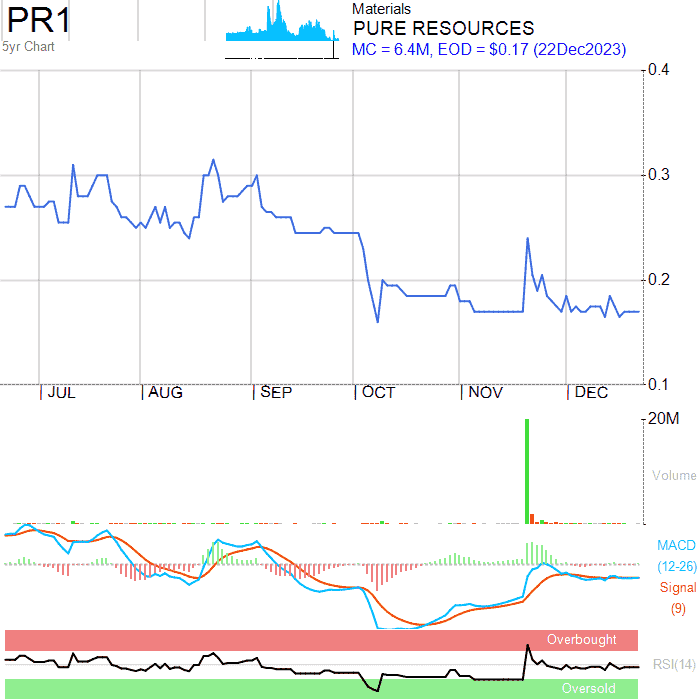 PR1
5yr Chart
Materials
PURE RESOURCES
MC = 6.4M, EOD = $0.17 (22Dec2023)
0.4
0.3
0.2
0.1
JUL AUG SEP OCT NOV DEC
20M
Volume
MACD
(12-26)
Signal
(9)
Overbought
RSI(14)
Oversold